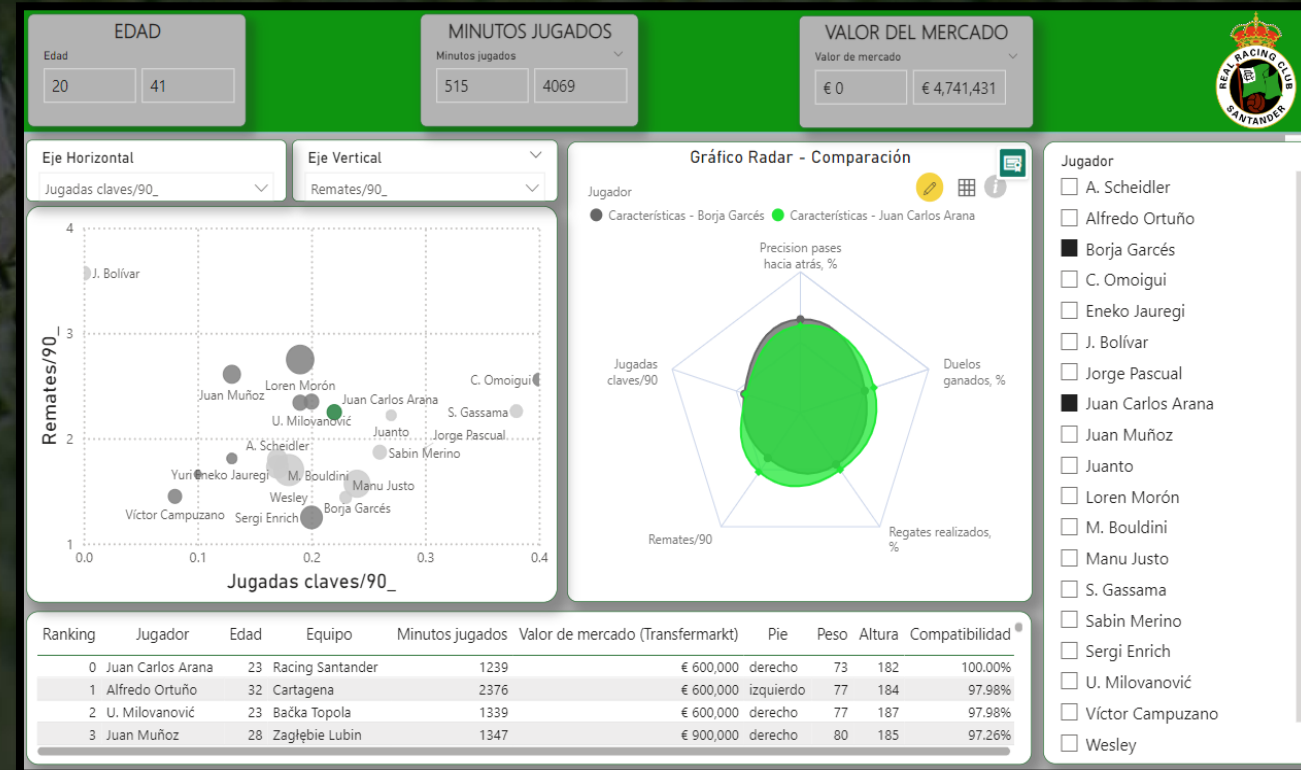 EDAD
Edad
20 41
MINUTOS JUGADOS
Minutos jugados
515 4069
VALOR DEL MERCADO
Valor de mercado
€ 0 € 4,741,431
REAL RACING CLUB
SANTANDER
Eje Horizontal
Jugadas claves/90_
Eje Vertical
Remates/90_
4
J. Bolívar
3
Loren Morón
Juan Muñoz
C. Omoigui
Juan Carlos Arana
U. Milovanović
S. Gassama
Juanto
Jorge Pascual
2
A. Scheidler
Sabin Merino
Yuri
Eneko Jauregi
M. Bouldini
Manu Justo
Wesley
Borja Garcés
Víctor Campuzano
Sergi Enrich
1
0.0 0.1 0.2 0.3 0.4
Remates/90_
Jugadas claves/90_
Gráfico Radar - Comparación
Jugador
Características - Borja Garcés Características - Juan Carlos Arana
Precision pases
hacia atrás, %
Duelos
ganados, %
Regates realizados,
%
Remates/90
Jugadas
claves/90
Jugador
A. Scheidler
Alfredo Ortuño
Borja Garcés
C. Omoigui
Eneko Jauregi
J. Bolívar
Jorge Pascual
Juan Carlos Arana
Juan Muñoz
Juanto
Loren Morón
M. Bouldini
Manu Justo
S. Gassama
Sabin Merino
Sergi Enrich
U. Milovanović
Víctor Campuzano
Wesley
Ranking Jugador Edad Equipo Minutos jugados Valor de mercado (Transfermarkt) Pie Peso Altura Compatibilidad
0 Juan Carlos Arana 23 Racing Santander 1239 € 600,000 derecho 73 182 100.00%
1 Alfredo Ortuño 32 Cartagena 2376 € 600,000 izquierdo 77 184 97.98%
2 U. Milovanović 23 Bačka Topola 1339 € 600,000 derecho 77 187 97.98%
3 Juan Muñoz 28 Zagłębie Lubin 1347 € 900,000 derecho 80 185 97.26%